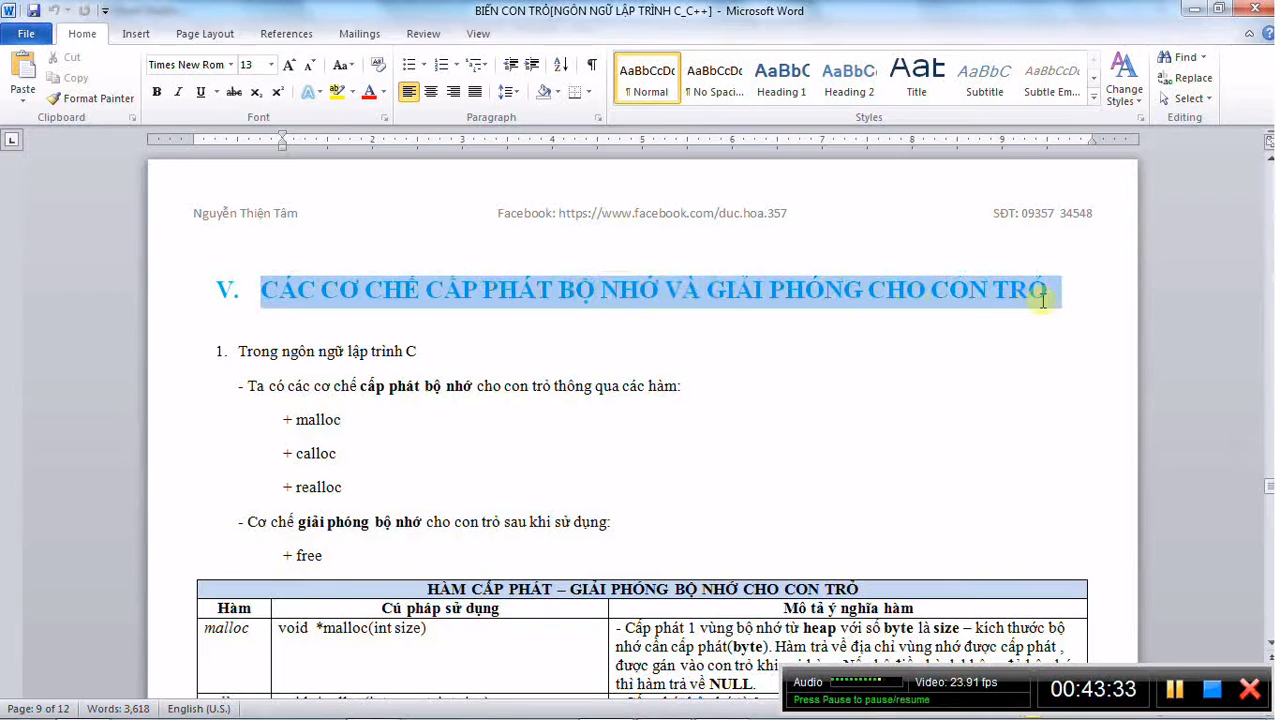 BIẾN CON TRỎ[NGÔN NGỮ LẬP TRÌNH C_C++] - Microsoft Word
File Home Insert Page Layout References Mailings Review View
Paste
Cut
Copy
Format Painter
Clipboard
Times New Rom 13
Font
Paragraph
AaBbCcDc AaBbCcDc AaBbC AaBbCc Aab AaBbCc AaBbCcDc
¶ Normal ¶ No Spaci... Heading 1 Heading 2 Title Subtitle Subtle Em...
Change Styles
Styles
Find
Replace
Select
Editing
Nguyễn Thiện Tâm Facebook: https://www.facebook.com/duc.hoa.357 SĐT: 09357 34548
V. CÁC CƠ CHẾ CẤP PHÁT BỘ NHỚ VÀ GIẢI PHÓNG CHO CON TRỎ
1. Trong ngôn ngữ lập trình C
- Ta có các cơ chế cấp phát bộ nhớ cho con trỏ thông qua các hàm:
+ malloc
+ calloc
+ realloc
- Cơ chế giải phóng bộ nhớ cho con trỏ sau khi sử dụng:
+ free
HÀM CẤP PHÁT – GIẢI PHÓNG BỘ NHỚ CHO CON TRỎ
Hàm Cú pháp sử dụng Mô tả ý nghĩa hàm
malloc void *malloc(int size) - Cấp phát 1 vùng bộ nhớ từ heap với số byte là size – kích thước bộ
nhớ cần cấp phát(byte). Hàm trả về địa chỉ vùng nhớ được cấp phát ,
được gán vào con trỏ khi
thì hàm trả về NULL.
Audio Video: 23.91 fps
Press Pause to pause/resume
00:43:33
Page: 9 of 12 English